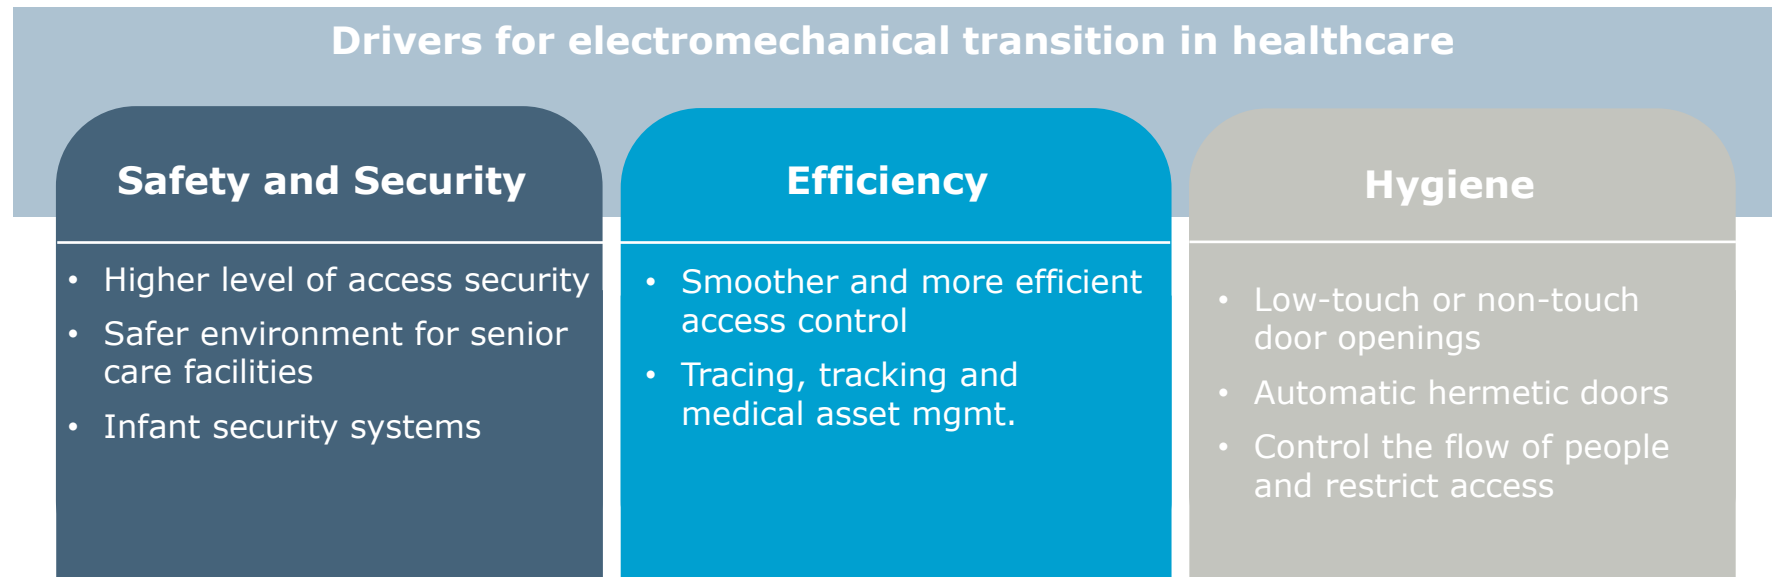 Drivers for electromechanical transition in healthcare
Safety and Security
• Higher level of access security
• Safer environment for senior
care facilities
• Infant security systems
Efficiency
• Smoother and more efficient
access control
• Tracing, tracking and
medical asset mgmt.
Hygiene
• Low-touch or non-touch
door openings
• Automatic hermetic doors
• Control the flow of people
and restrict access